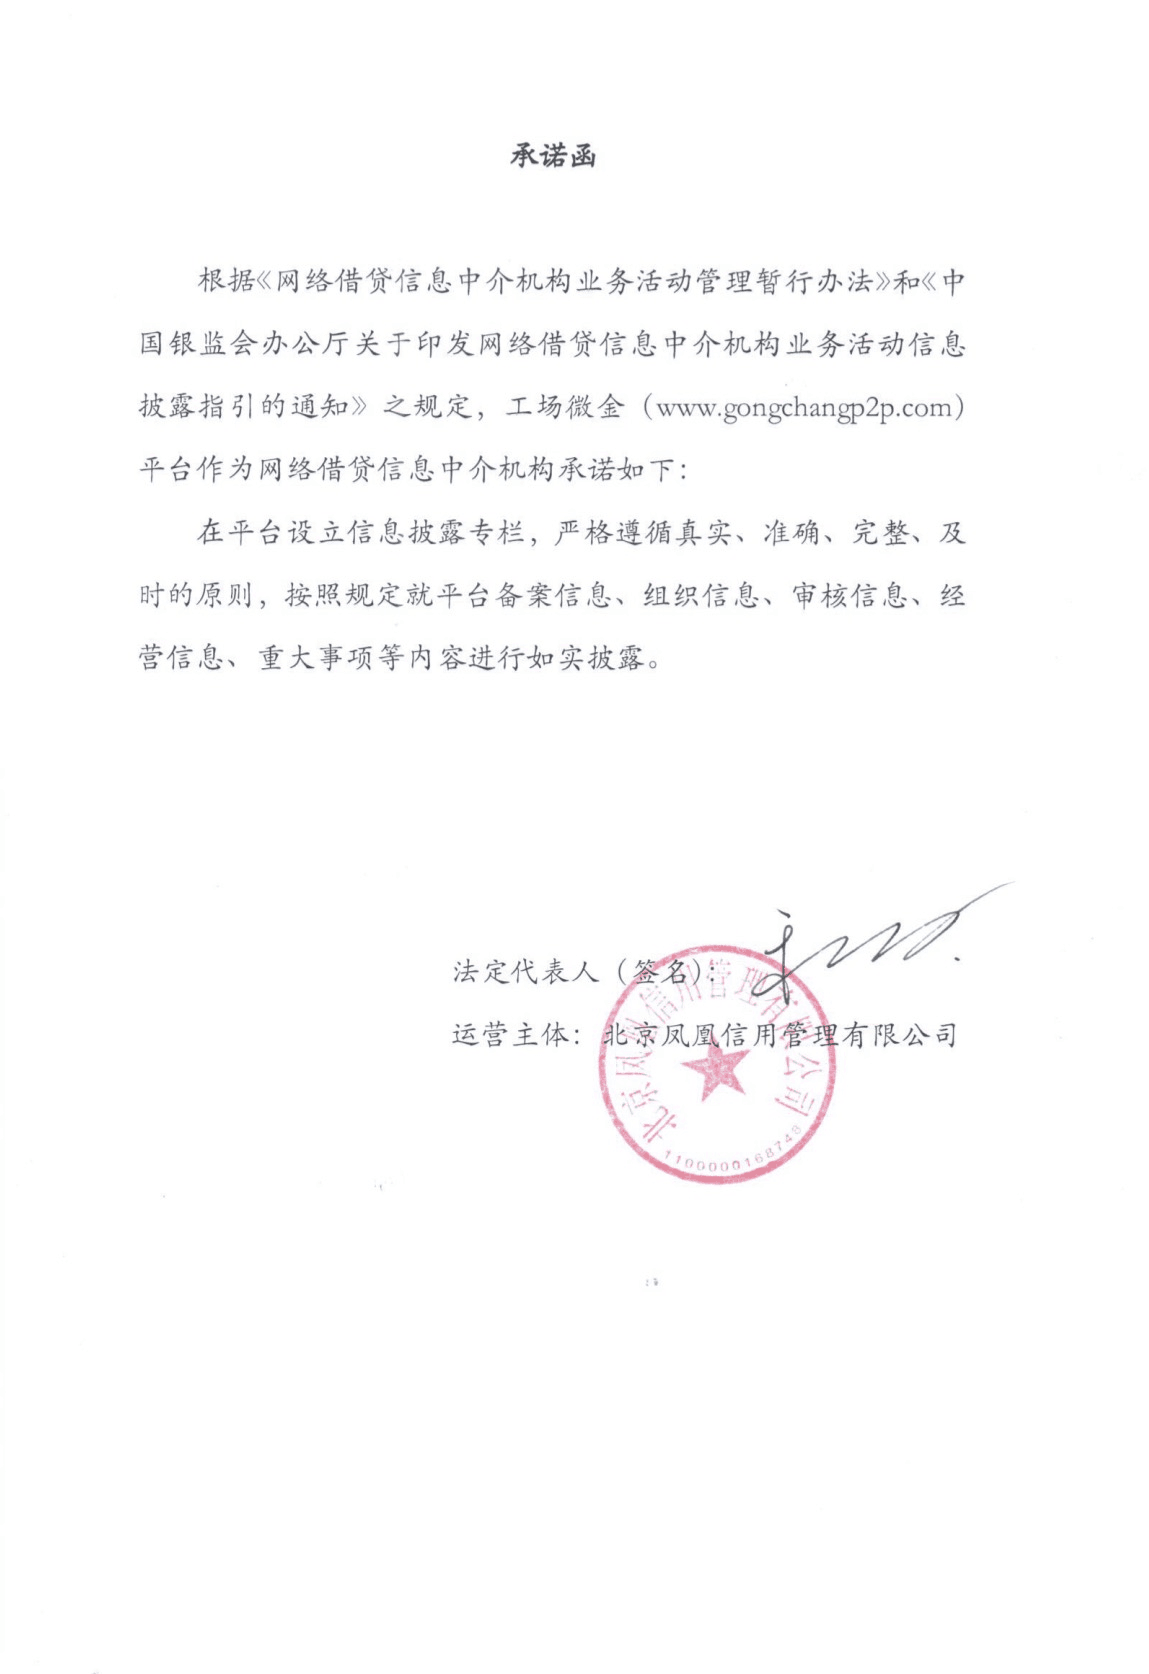 承诺函
根据《网络借贷信息中介机构业务活动管理暂行办法》和《中
国银监会办公厅关于印发网络借贷信息中介机构业务活动信息
披露指引的通知》之规定，工场微金（www.gongchangp2p.com）
平台作为网络借贷信息中介机构承诺如下：
在平台设立信息披露专栏，严格遵循真实、准确、完整、及
时的原则，按照规定就平台备案信息、组织信息、审核信息、经
营信息、重大事项等内容进行如实披露。
法定代表人（签名）：
运营主体：北京凤凰信用管理有限公司
北京凤凰信用管理有限公司
1100000168748